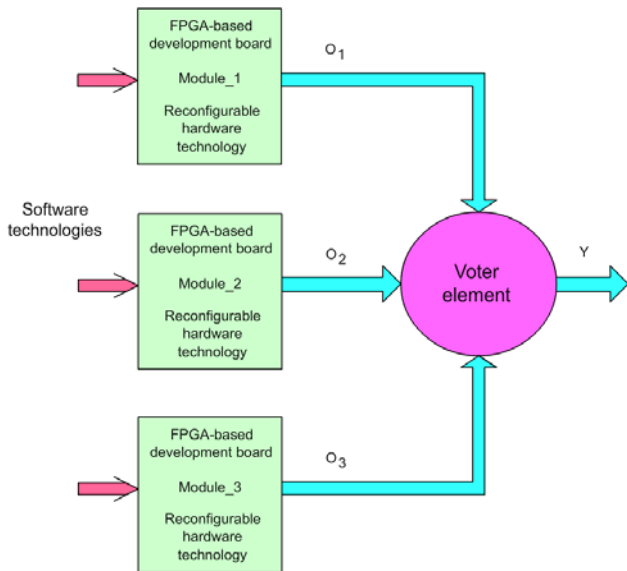 FPGA-based
development board
Module_1
Reconfigurable
hardware
technology
O1
Software
technologies
FPGA-based
development board
Module_2
Reconfigurable
hardware
technology
O2
Voter
element
Y
FPGA-based
development board
Module_3
Reconfigurable
hardware
technology
O3